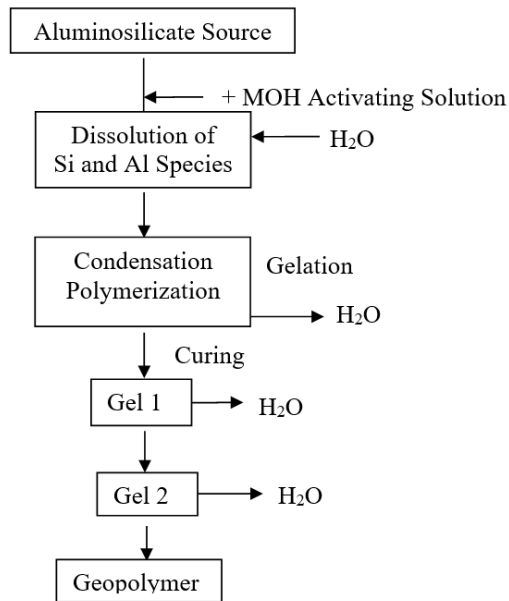 Aluminosilicate Source
+ MOH Activating Solution
Dissolution of
Si and Al Species
H₂O
Condensation
Polymerization
Gelation
H₂O
Curing
Gel 1
H₂O
Gel 2
H₂O
Geopolymer